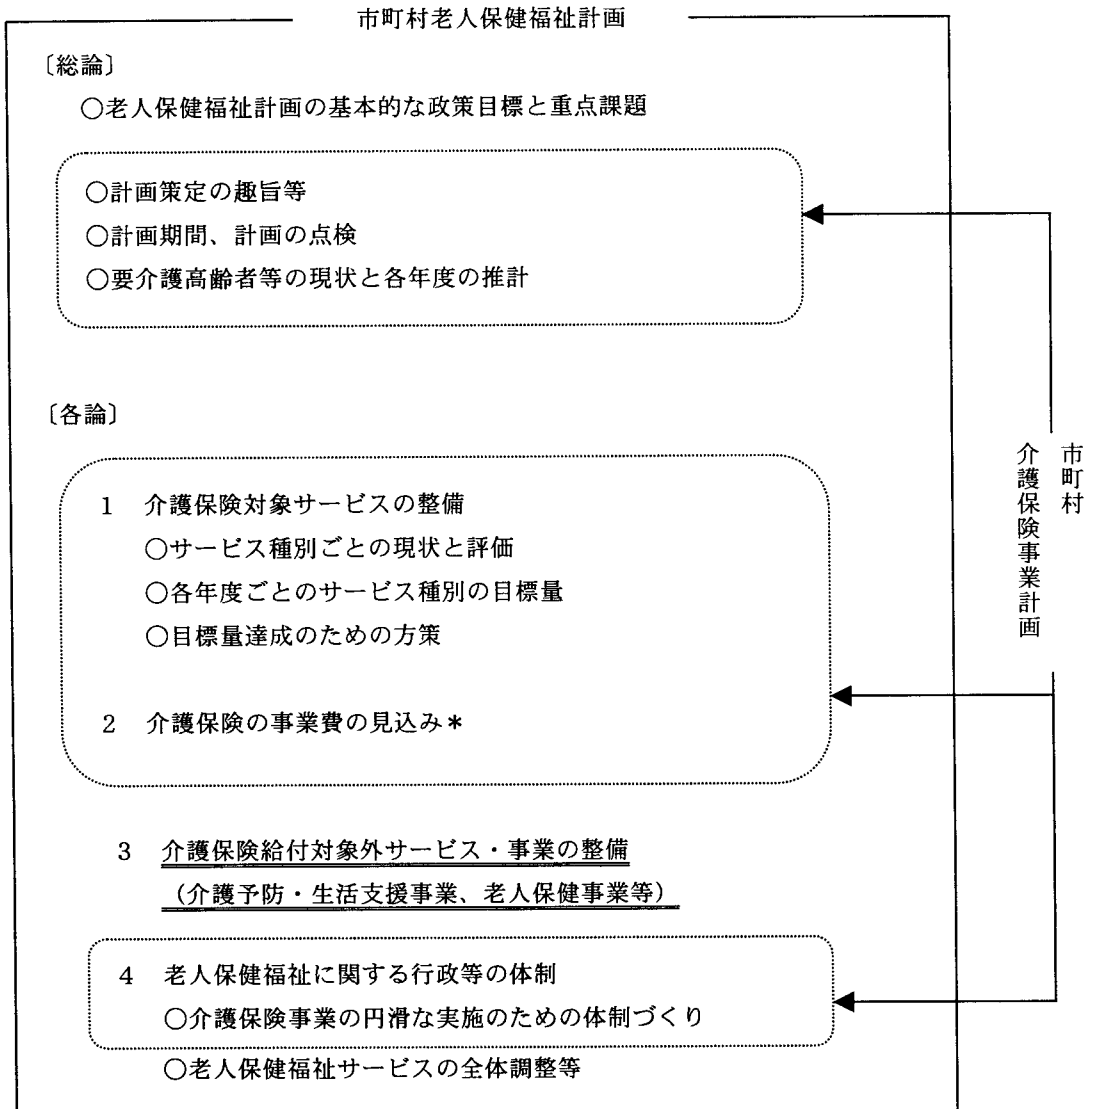 市町村老人保健福祉計画
〔総論〕
○老人保健福祉計画の基本的な政策目標と重点課題
○計画策定の趣旨等
○計画期間、計画の点検
○要介護高齢者等の現状と各年度の推計
〔各論〕
1 介護保険対象サービスの整備
○サービス種別ごとの現状と評価
○各年度ごとのサービス種別の目標量
○目標量達成のための方策
2 介護保険の事業費の見込み＊
3 介護保険給付対象外サービス・事業の整備
（介護予防・生活支援事業、老人保健事業等）
4 老人保健福祉に関する行政等の体制
○介護保険事業の円滑な実施のための体制づくり
○老人保健福祉サービスの全体調整等
市町村
介護保険事業計画